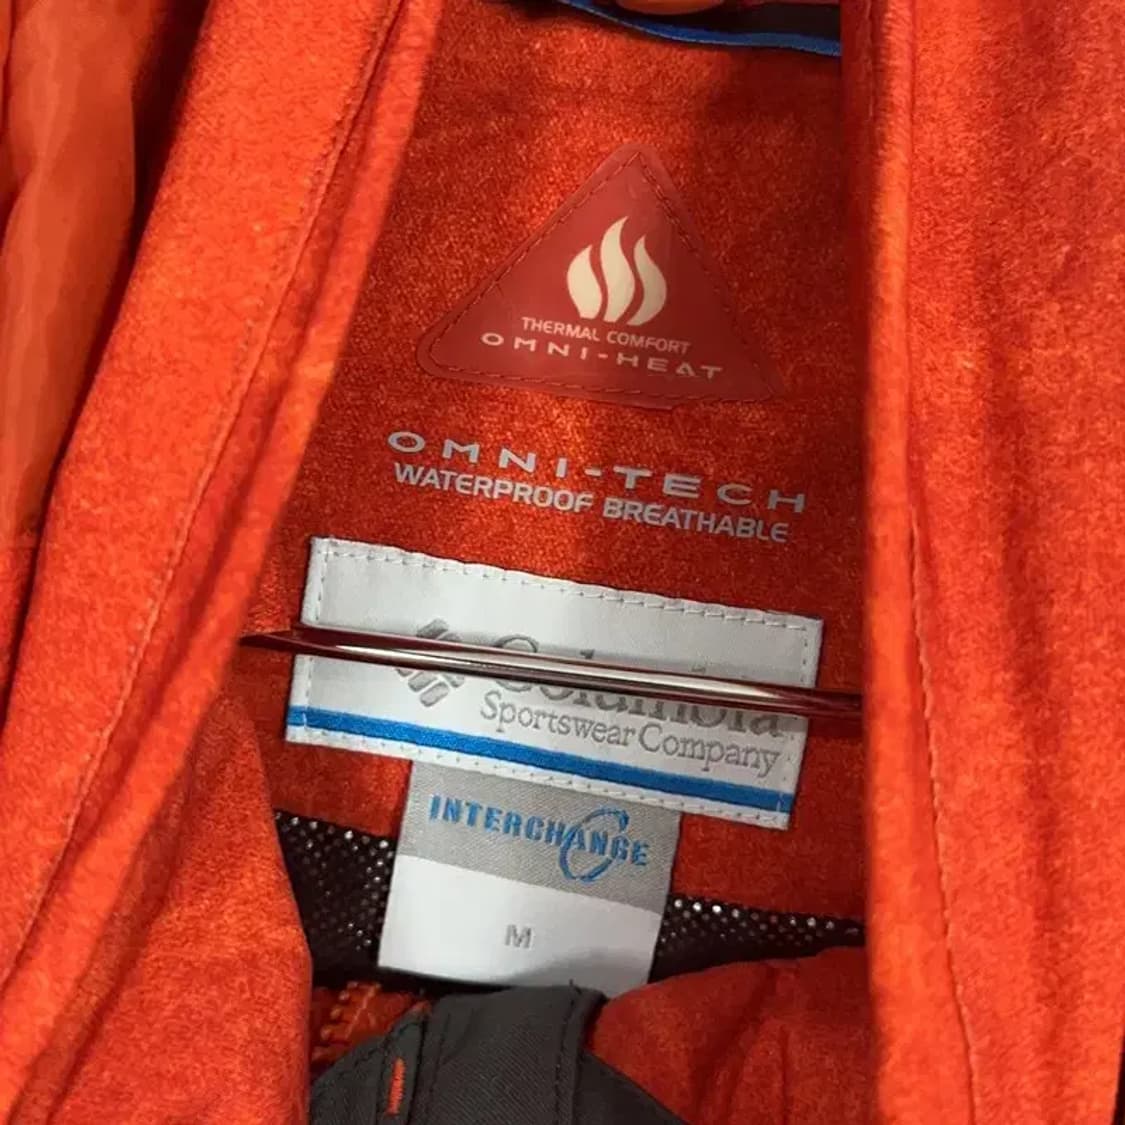 THERMAL COMFORT
OMNI-HEAT
OMNI-TECH
WATERPROOF BREATHABLE
Columbia
Sportswear Company
INTERCHANGE
M